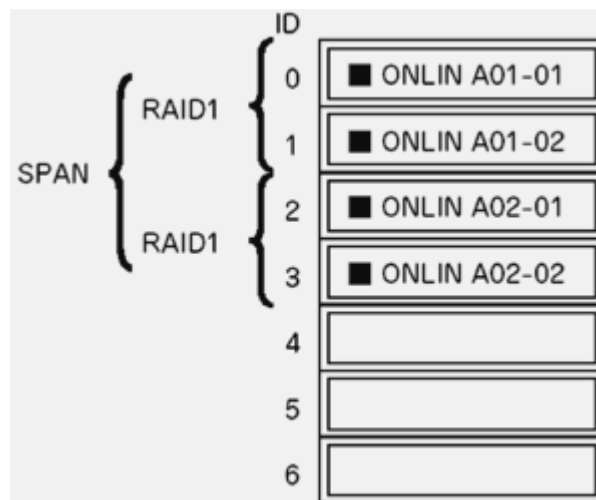 ID
0 ■ ONLIN A01-01
RAID1
1 ■ ONLIN A01-02
SPAN
2 ■ ONLIN A02-01
RAID1
3 ■ ONLIN A02-02
4
5
6